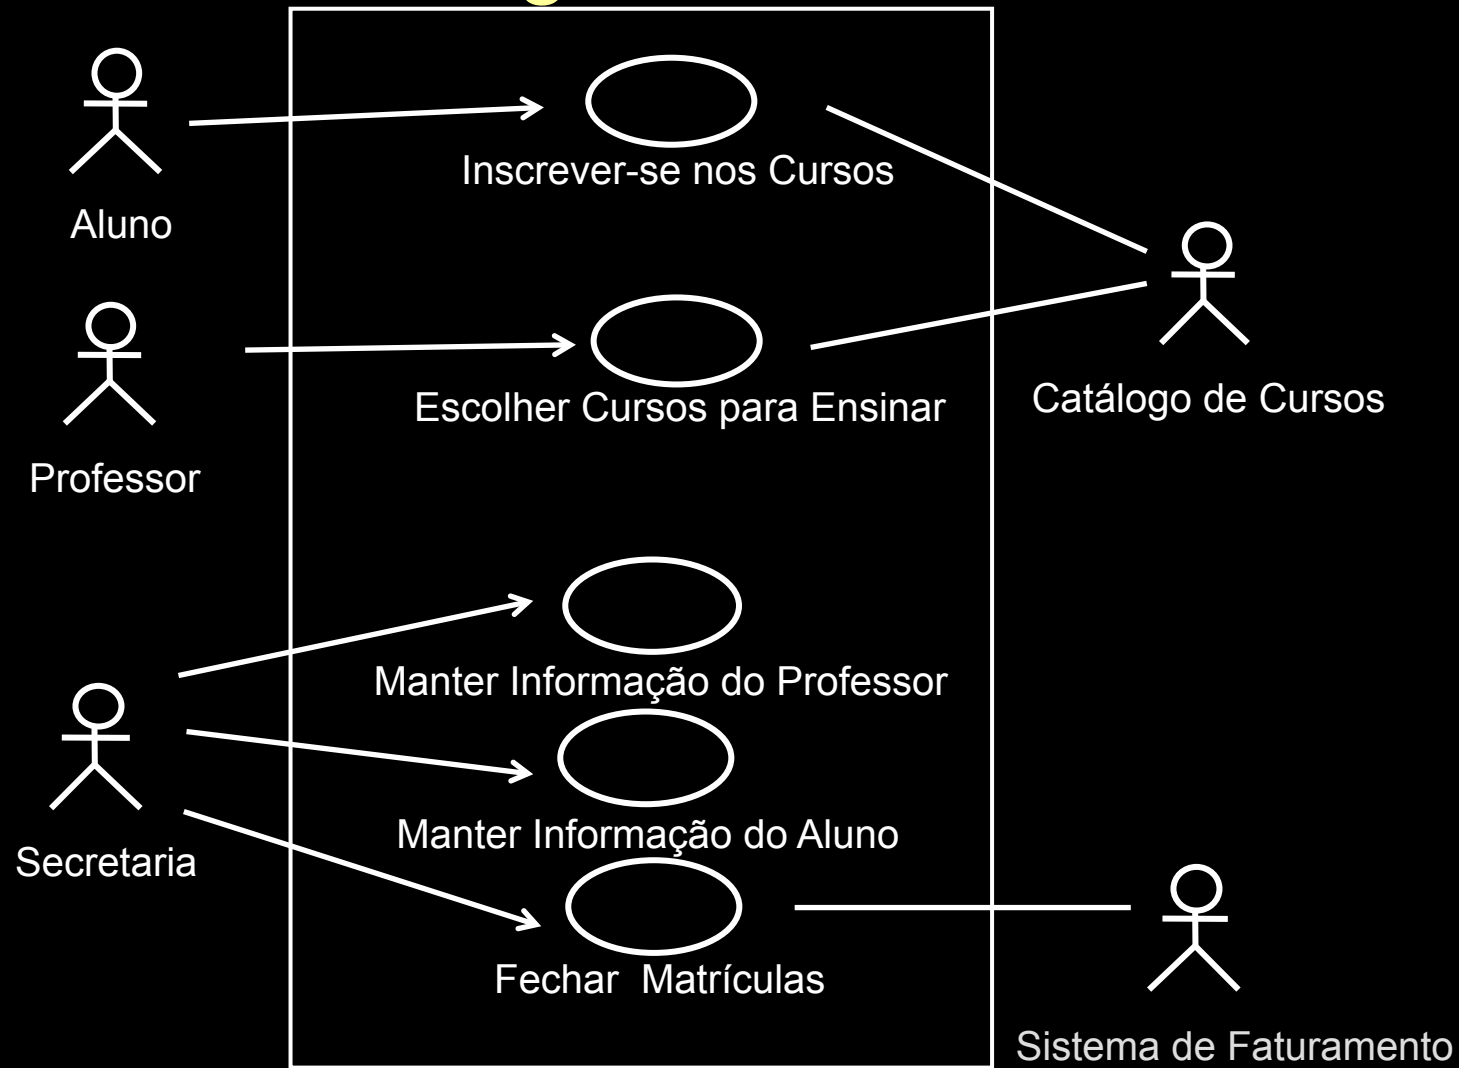 Inscrever-se nos Cursos
Aluno
Escolher Cursos para Ensinar
Catálogo de Cursos
Professor
Manter Informação do Professor
Manter Informação do Aluno
Secretaria
Fechar Matrículas
Sistema de Faturamento